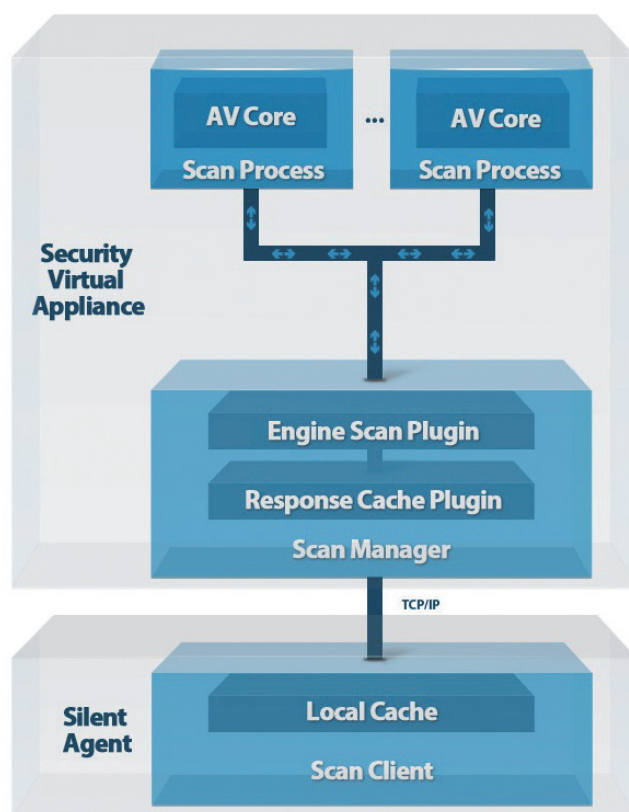 AV Core
...
AV Core
Scan Process
Scan Process
Security
Virtual
Appliance
Engine Scan Plugin
Response Cache Plugin
Scan Manager
TCP/IP
Local Cache
Silent
Agent
Scan Client